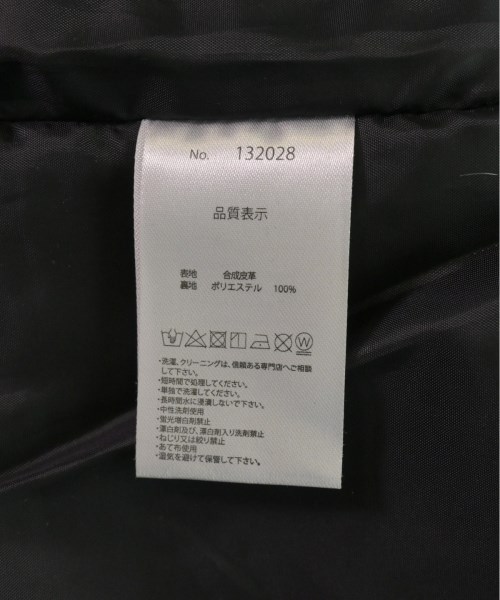 No. 132028
品質表示
表地 合成皮革
裏地 ポリエステル 100%
W
・洗濯、クリーニングは、信頼ある専門店へご相談
して下さい。
・短時間で処理してください。
・単独で洗濯してください。
・長時間水に浸漬しないで下さい。
・中性洗剤使用
・蛍光増白剤禁止
・漂白剤及び、漂白剤入り洗剤禁止
・ねじり又は絞り禁止
・あて布使用
・湿気を避けて保管して下さい。